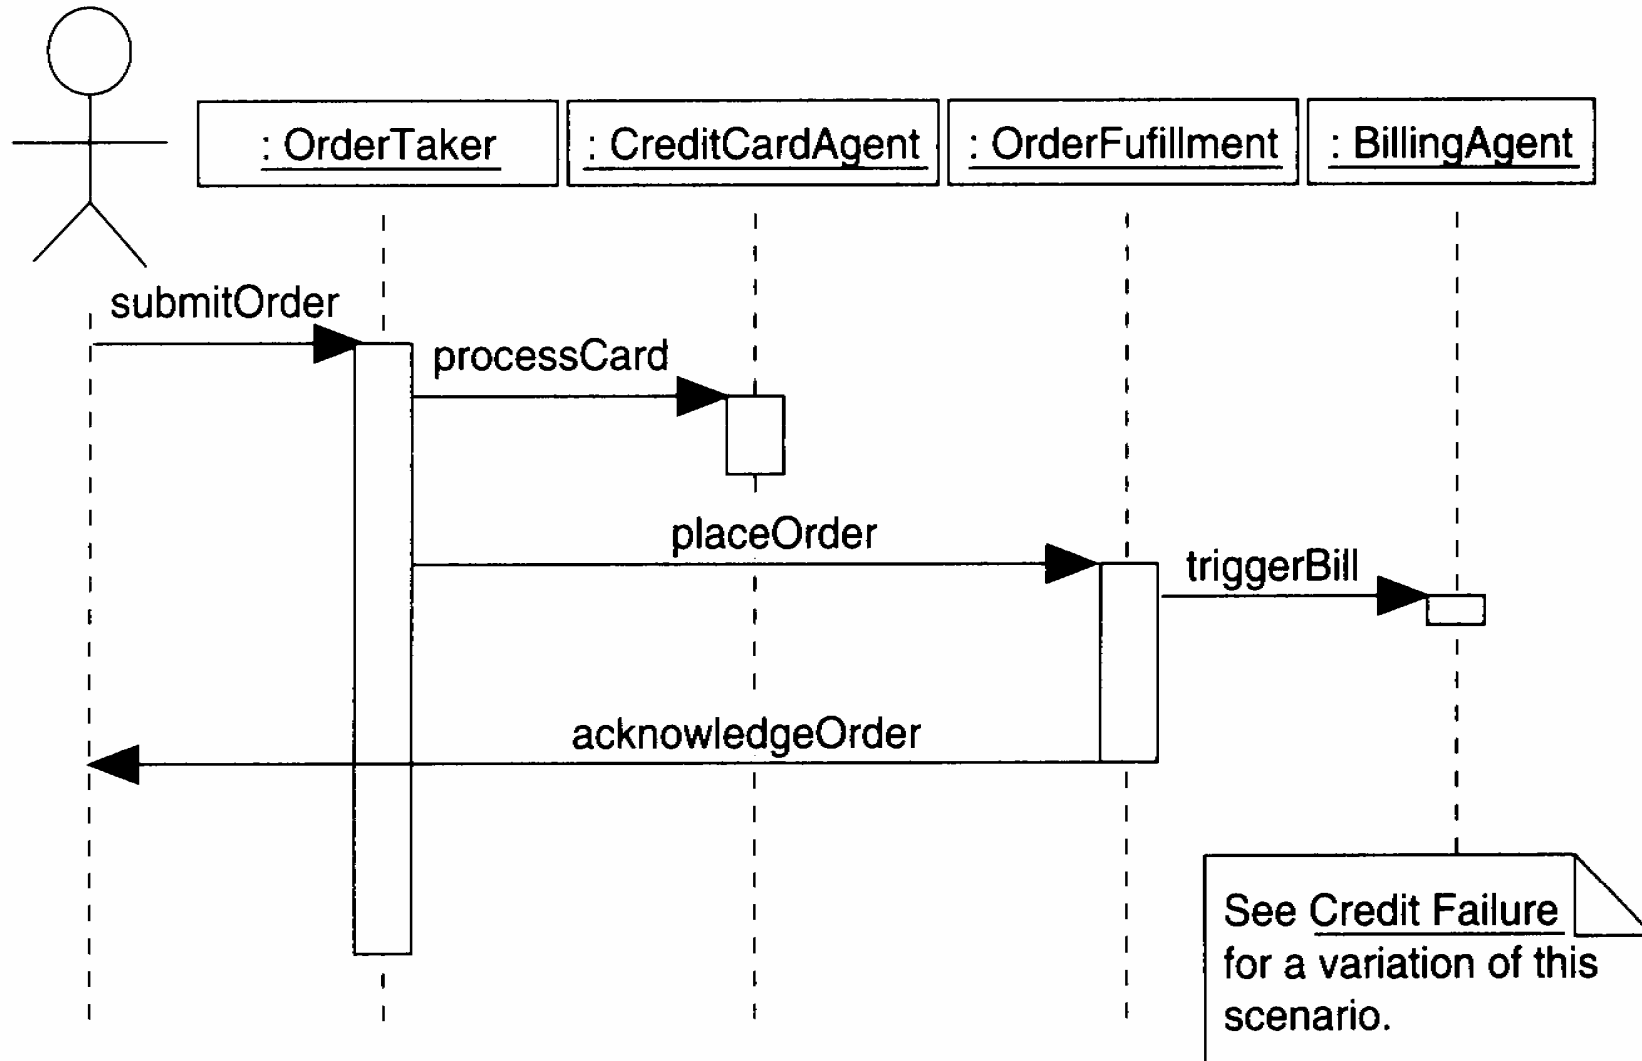 : OrderTaker
: CreditCardAgent
: OrderFufillment
: BillingAgent
submitOrder
processCard
placeOrder
triggerBill
acknowledgeOrder
See Credit Failure
for a variation of this
scenario.